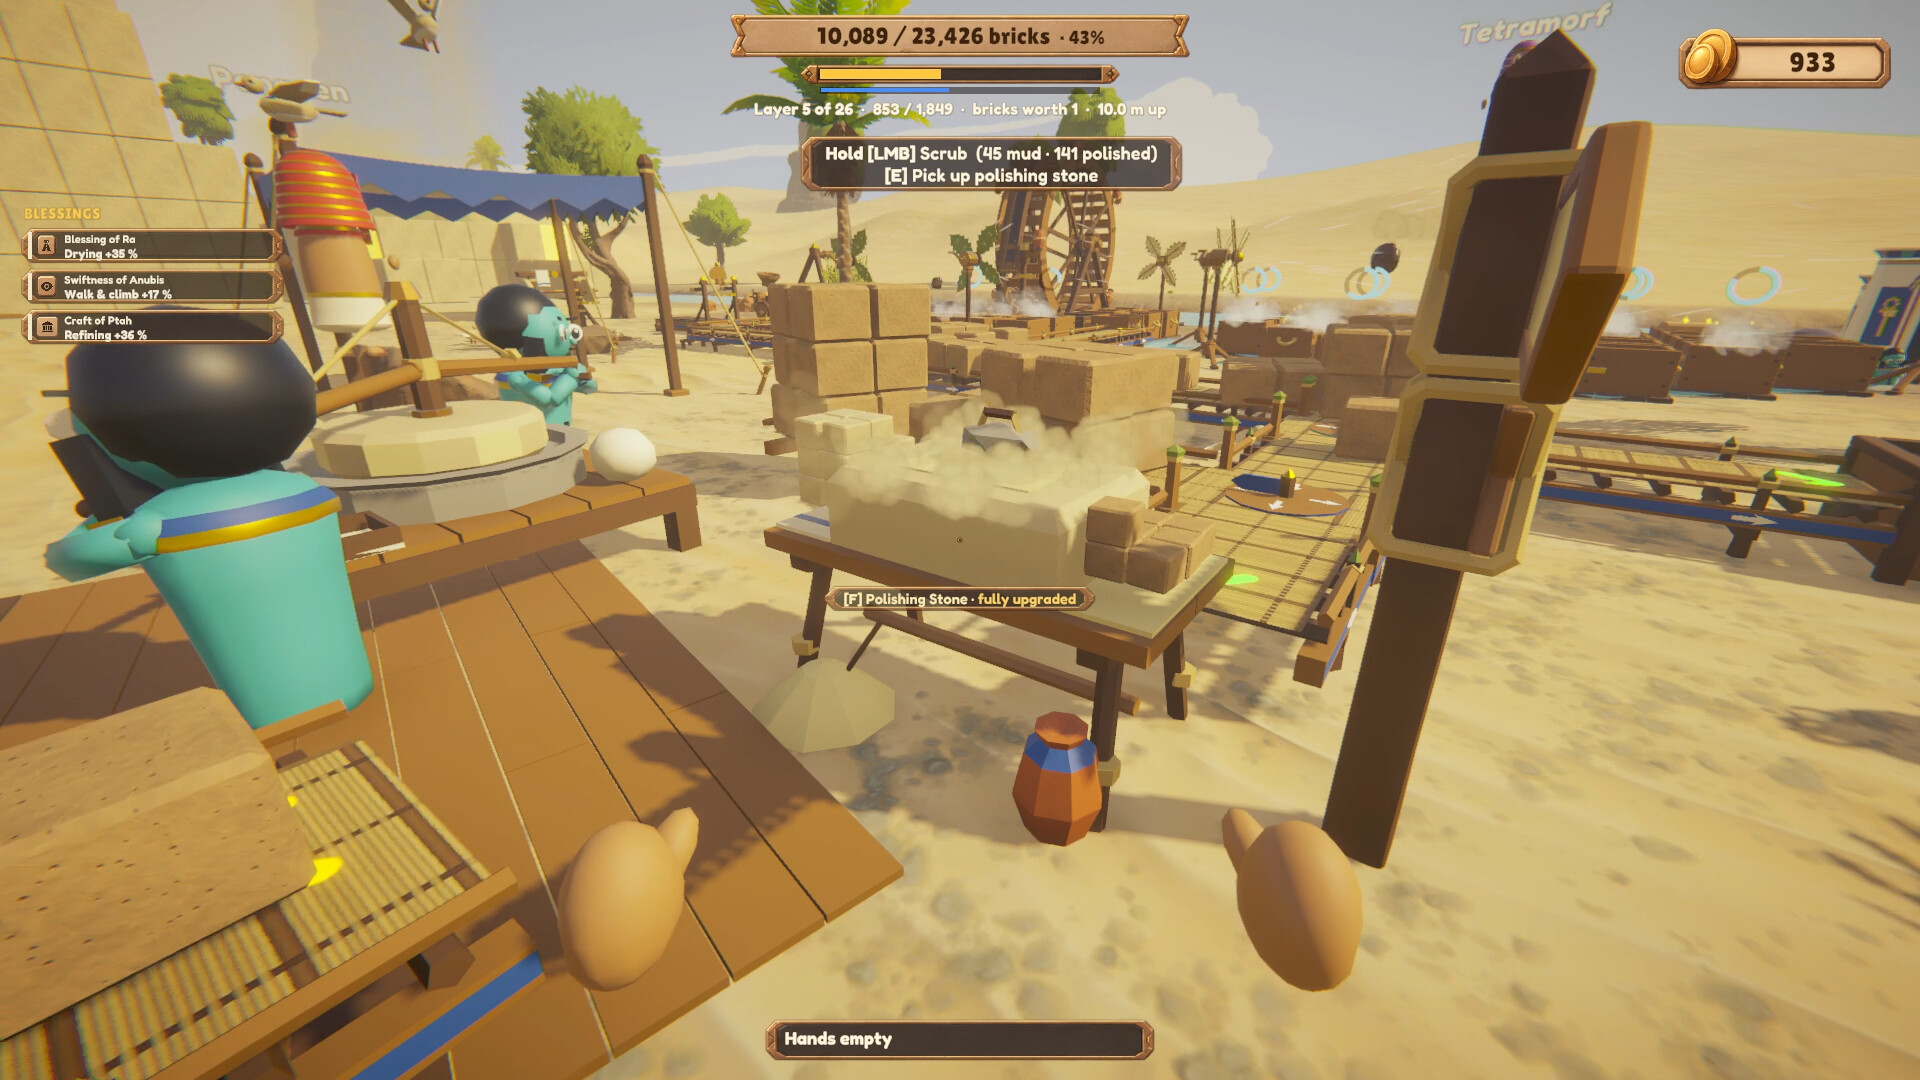 10,089 / 23,426 bricks · 43%
Layer 5 of 26 · 853 / 1,849 · bricks worth 1 · 10.0 m up
Hold [LMB] Scrub (45 mud · 141 polished)
[E] Pick up polishing stone
Tetramorf
933
BLESSINGS
Blessing of Ra
Drying +35 %
Swiftness of Anubis
Walk & climb +17 %
Craft of Ptah
Refining +36 %
[F] Polishing Stone · fully upgraded
Hands empty